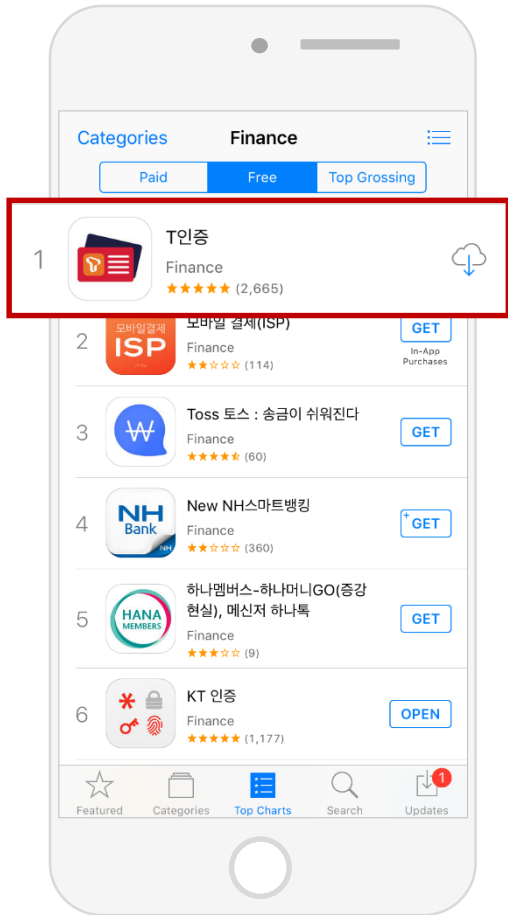 Categories Finance
Paid Free Top Grossing
1 T인증
Finance
(2,665)
모바일결제
ISP
2 모바일 결제(ISP)
Finance
(114)
GET
In-App
Purchases
3 Toss 토스 : 송금이 쉬워진다
Finance
(60)
GET
NH
Bank
NH
4 New NH스마트뱅킹
Finance
(360)
+GET
HANA
MEMBERS
5 하나멤버스-하나머니GO(증강
현실), 메신저 하나톡
Finance
(9)
GET
6 KT 인증
Finance
(1,177)
OPEN
1
Featured Categories Top Charts Search Updates